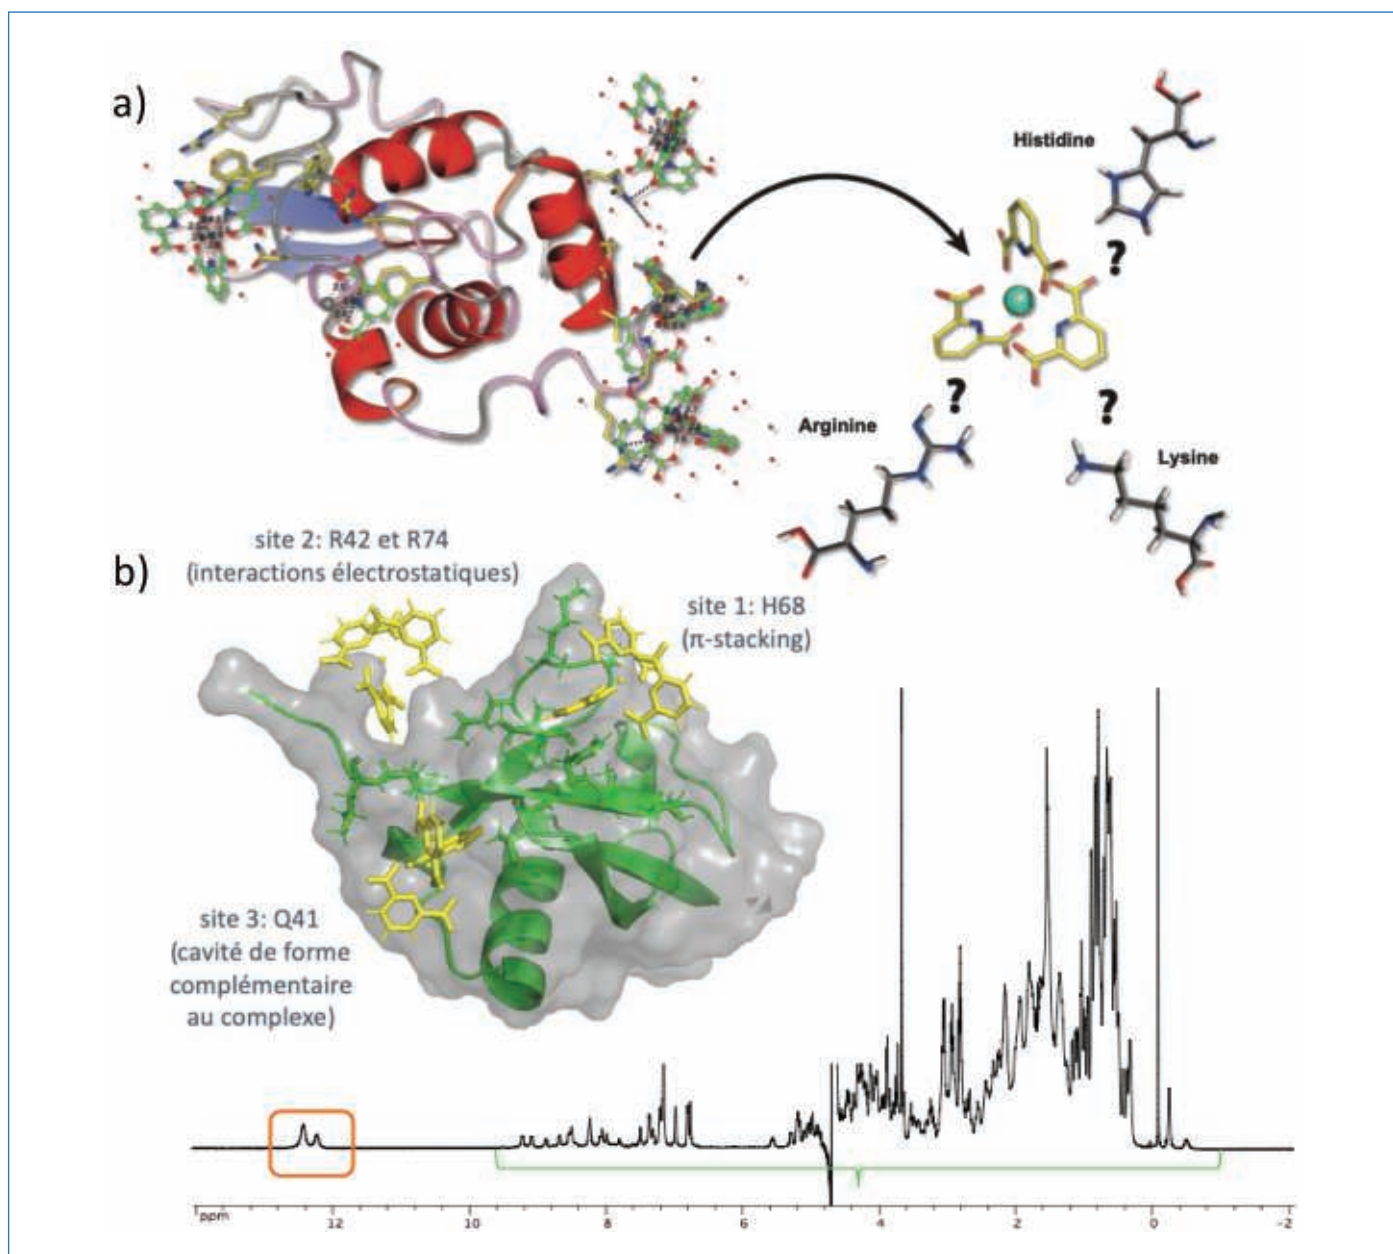 a)
Histidine
?
?
?
Arginine
Lysine
site 2: R42 et R74
(interactions électrostatiques)
b)
site 1: H68
(π-stacking)
site 3: Q41
(cavité de forme
complémentaire
au complexe)
ppm 12 10 8 6 4 2 0 -2